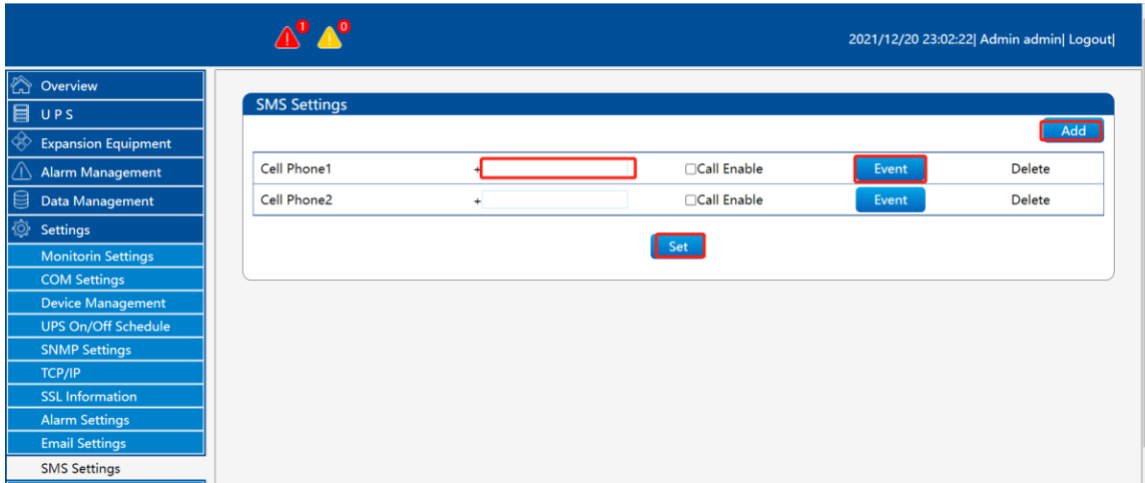 1 0
2021/12/20 23:02:22| Admin admin| Logout|
Overview
UPS
Expansion Equipment
Alarm Management
Data Management
Settings
Monitorin Settings
COM Settings
Device Management
UPS On/Off Schedule
SNMP Settings
TCP/IP
SSL Information
Alarm Settings
Email Settings
SMS Settings
SMS Settings
Add
Cell Phone1 + Call Enable Event Delete
Cell Phone2 + Call Enable Event Delete
Set